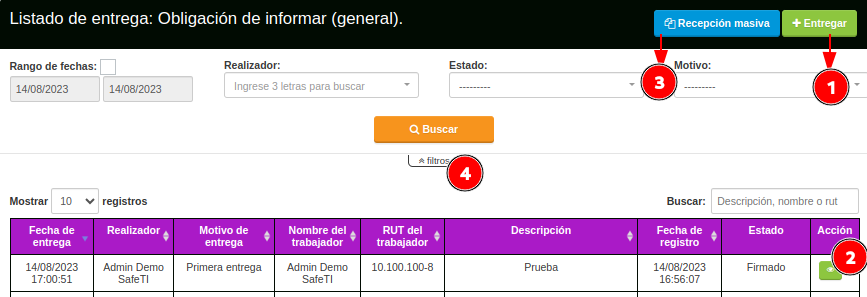 Listado de entrega: Obligación de informar (general).
Recepción masiva
Entregar
Rango de fechas:
Realizador:
Estado:
Motivo:
14/08/2023
14/08/2023
Ingrese 3 letras para buscar
---------
3
---------
1
Buscar
filtros
4
Mostrar 10 registros
Buscar: Descripción, nombre o rut
Fecha de entrega
Realizador
Motivo de entrega
Nombre del trabajador
RUT del trabajador
Descripción
Fecha de registro
Estado
Acción
14/08/2023 17:00:51
Admin Demo SafeTI
Primera entrega
Admin Demo SafeTI
10.100.100-8
Prueba
14/08/2023 16:56:07
Firmado
2